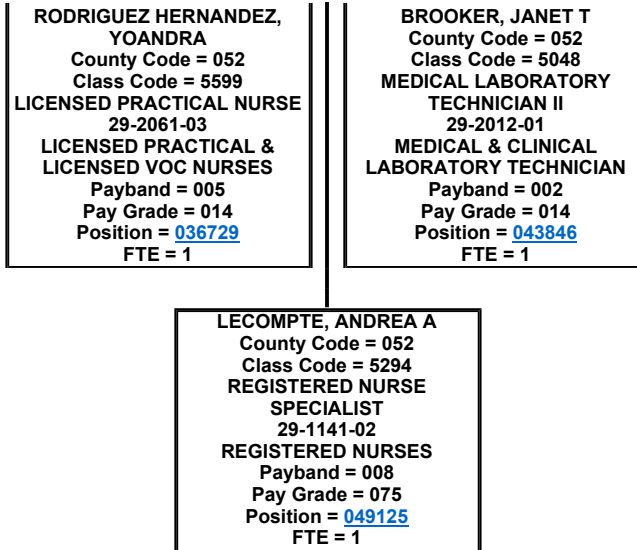 RODRIGUEZ HERNANDEZ,
YOANDRA
County Code = 052
Class Code = 5599
LICENSED PRACTICAL NURSE
29-2061-03
LICENSED PRACTICAL &
LICENSED VOC NURSES
Payband = 005
Pay Grade = 014
Position = 036729
FTE = 1
BROOKER, JANET T
County Code = 052
Class Code = 5048
MEDICAL LABORATORY
TECHNICIAN II
29-2012-01
MEDICAL & CLINICAL
LABORATORY TECHNICIAN
Payband = 002
Pay Grade = 014
Position = 043846
FTE = 1
LECOMPTE, ANDREA A
County Code = 052
Class Code = 5294
REGISTERED NURSE
SPECIALIST
29-1141-02
REGISTERED NURSES
Payband = 008
Pay Grade = 075
Position = 049125
FTE = 1